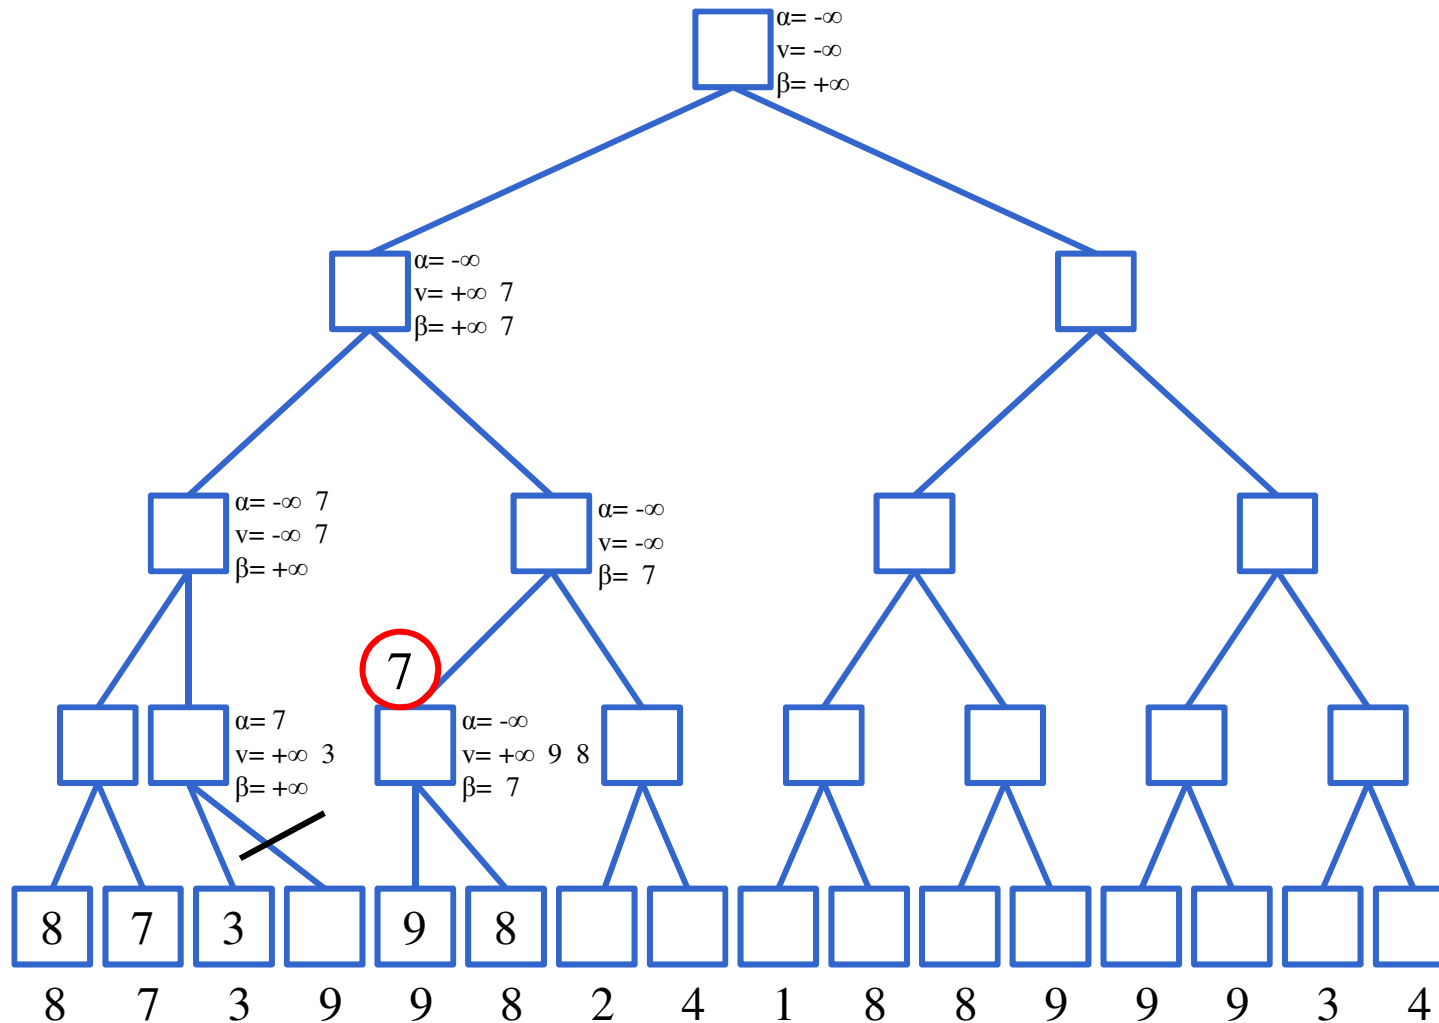 α= -∞
v= -∞
β= +∞
α= -∞
v= +∞ 7
β= +∞ 7
α= -∞ 7
v= -∞ 7
β= +∞
α= -∞
v= -∞
β= 7
7
α= 7
v= +∞ 3
β= +∞
α= -∞
v= +∞ 9 8
β= 7
8 7 3 9 8
8 7 3 9 9 8 2 4 1 8 8 9 9 9 3 4